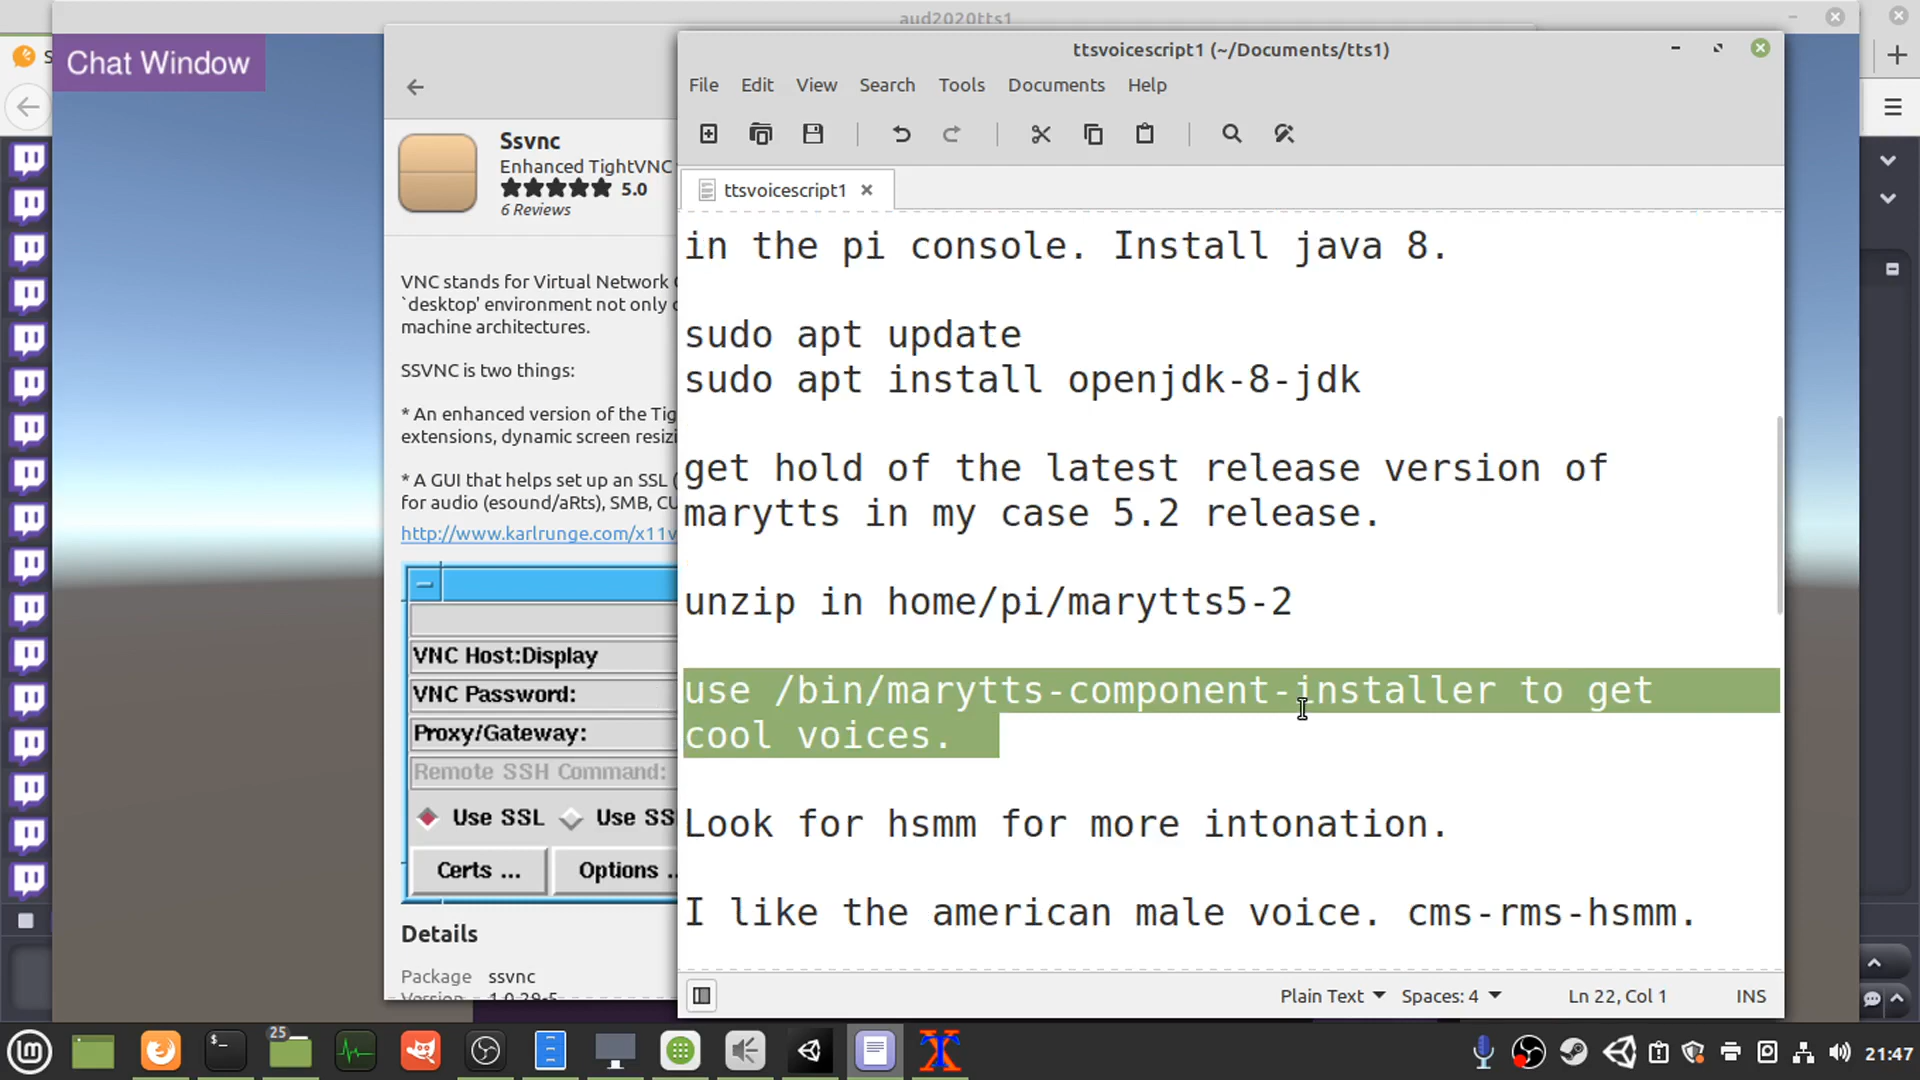 aud2020tts1
Chat Window
S
Ssvnc
Enhanced TightVNC
5.0
6 Reviews
VNC stands for Virtual Network
`desktop' environment not only
machine architectures.
SSVNC is two things:
* An enhanced version of the
extensions, dynamic screen
* A GUI that helps set up an SSL
for audio (esound/aRts), SMB,
http://www.karlrunge.com/x11v
VNC Host:Display
VNC Password:
Proxy/Gateway:
Remote SSH Command:
Use SSL
Use
Certs ...
Options ..
Details
Package ssvnc
Version 1.0.29-5
ttsvoicescript1 (~/Documents/tts1)
File Edit View Search Tools Documents Help
ttsvoicescript1
in the pi console. Install java 8.
sudo apt update
sudo apt install openjdk-8-jdk
get hold of the latest release version of
marytts in my case 5.2 release.
unzip in home/pi/marytts5-2
use /bin/marytts-component-installer to get
cool voices.
Look for hsmm for more intonation.
I like the american male voice. cms-rms-hsmm.
Plain Text Spaces: 4 Ln 22, Col 1 INS
25
$_
21:47